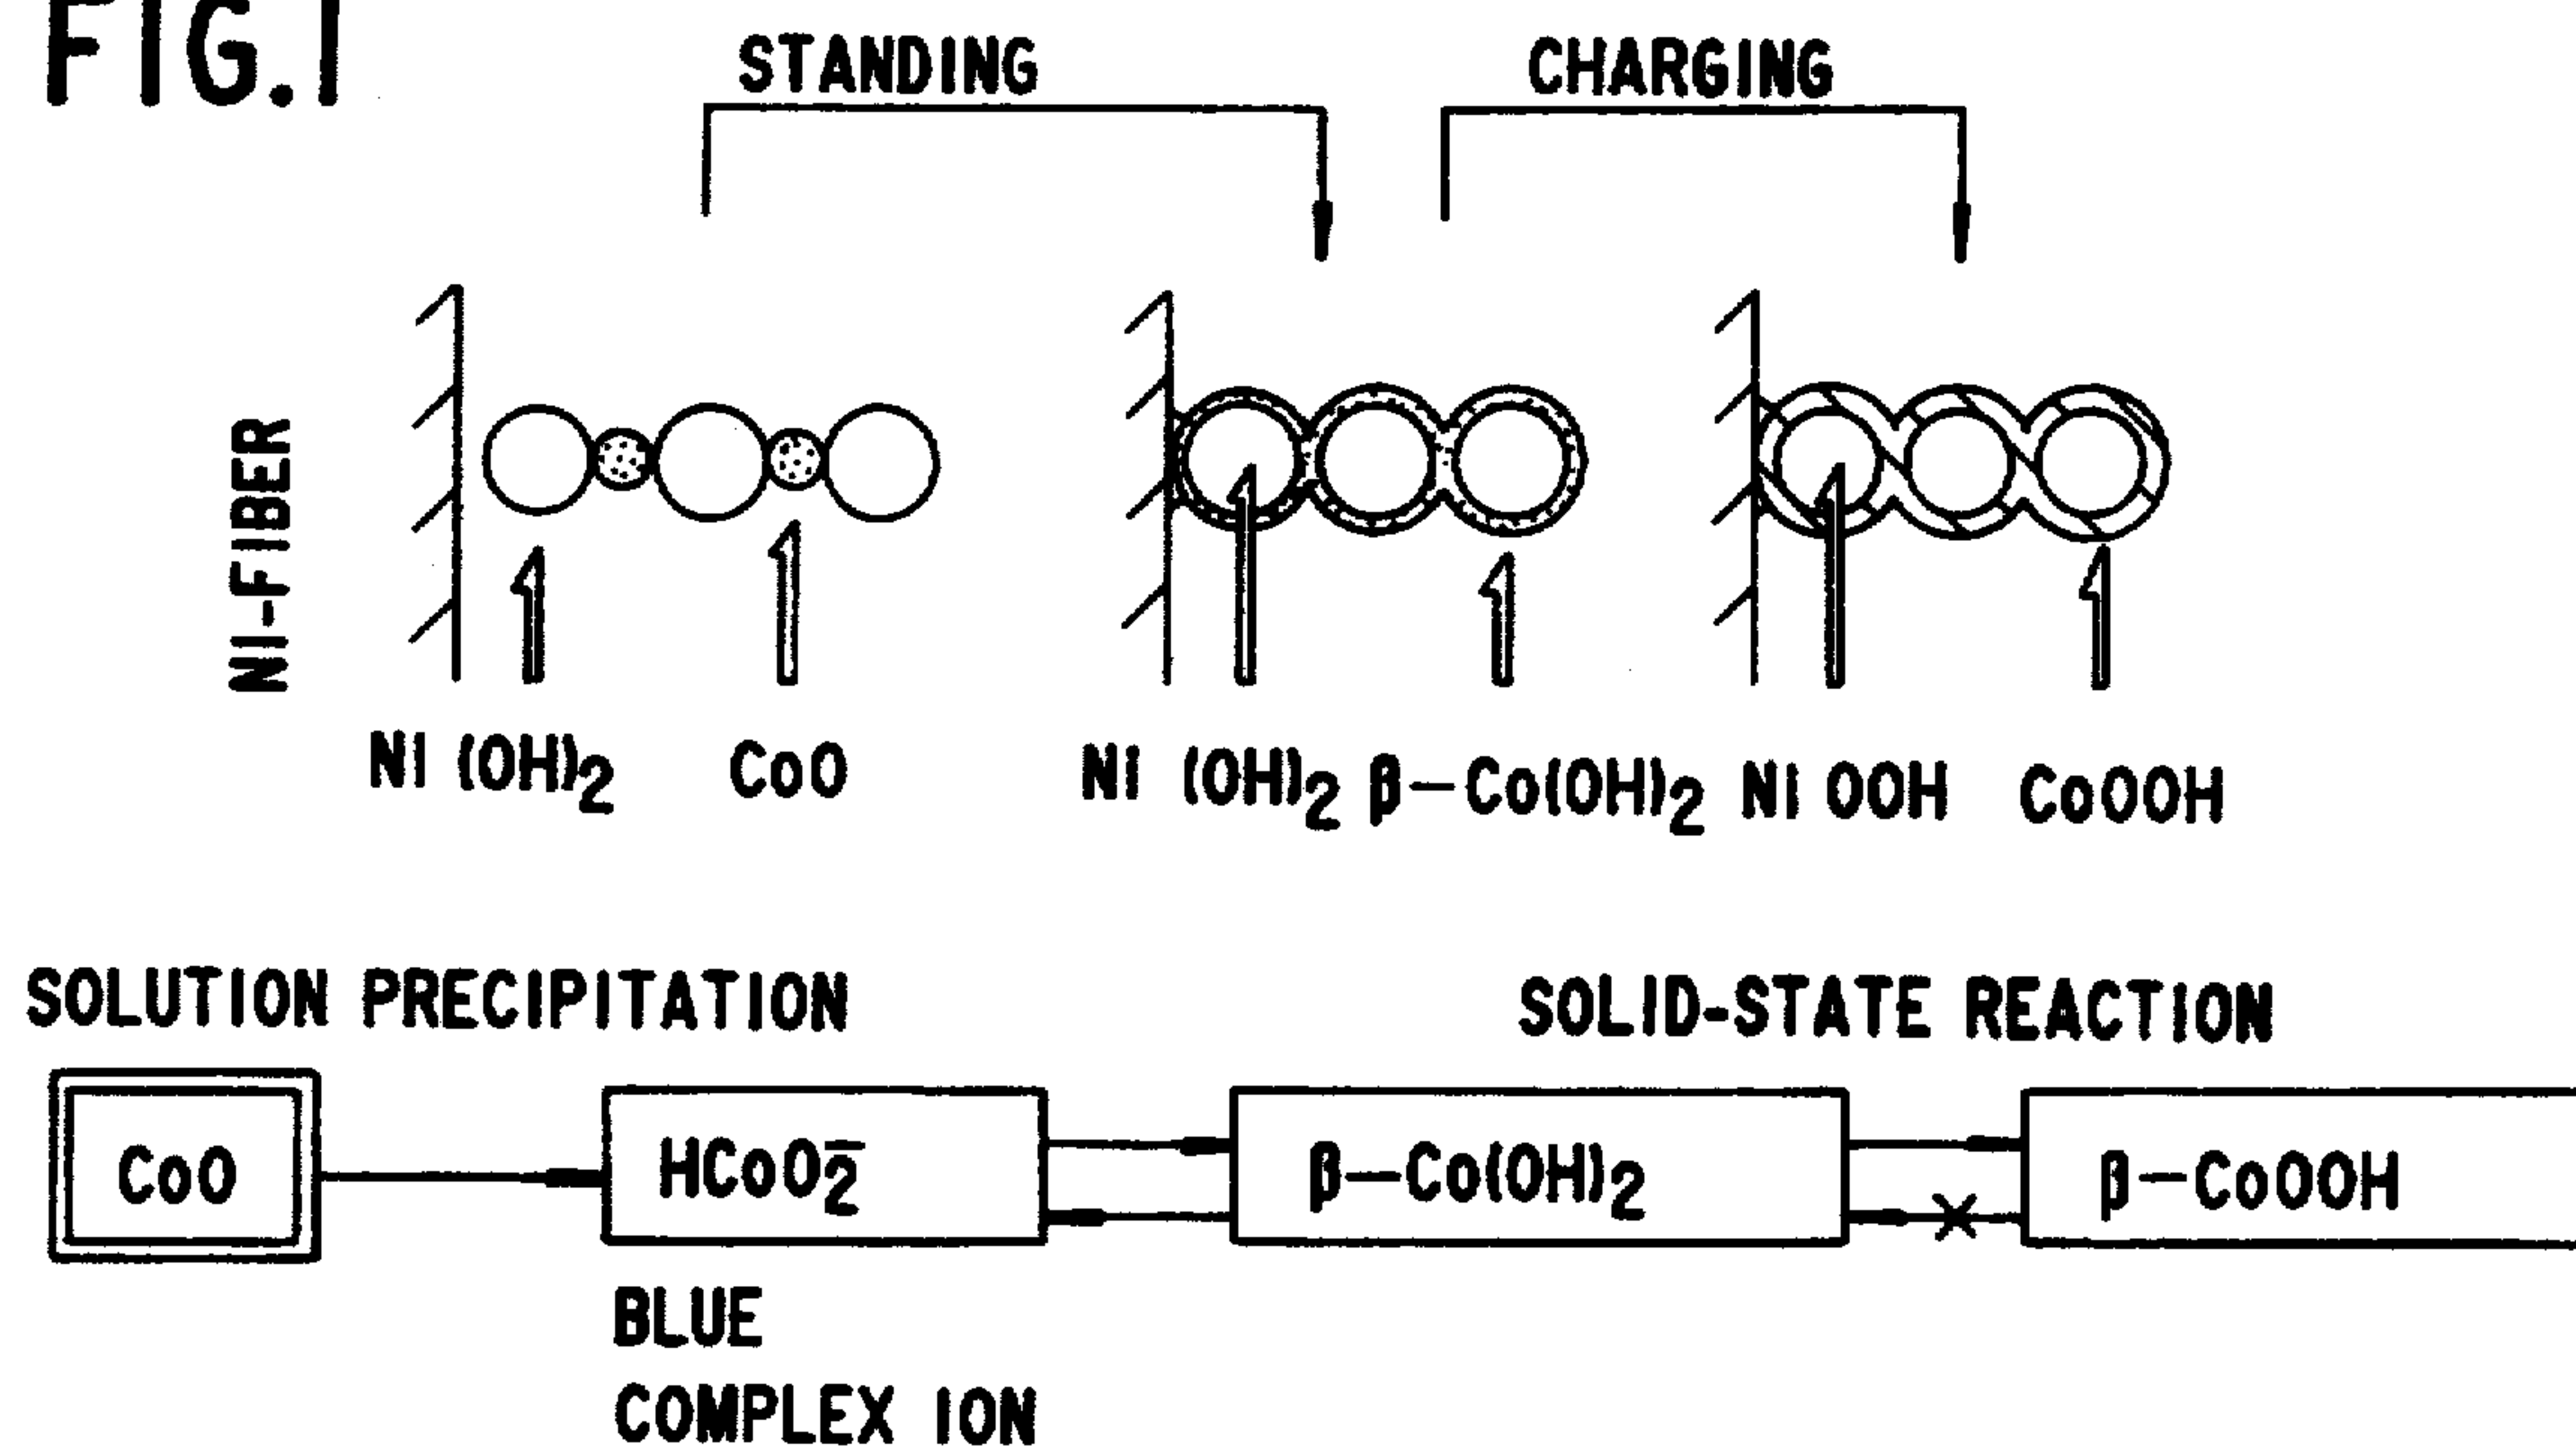 FIG.1
STANDING
CHARGING
NI-FIBER
NI (OH)2
CoO
NI (OH)2
β-Co(OH)2
NI OOH
CoOOH
SOLUTION PRECIPITATION
SOLID-STATE REACTION
CoO
HCoO2̄
β-Co(OH)2
β-CoOOH
BLUE
COMPLEX ION